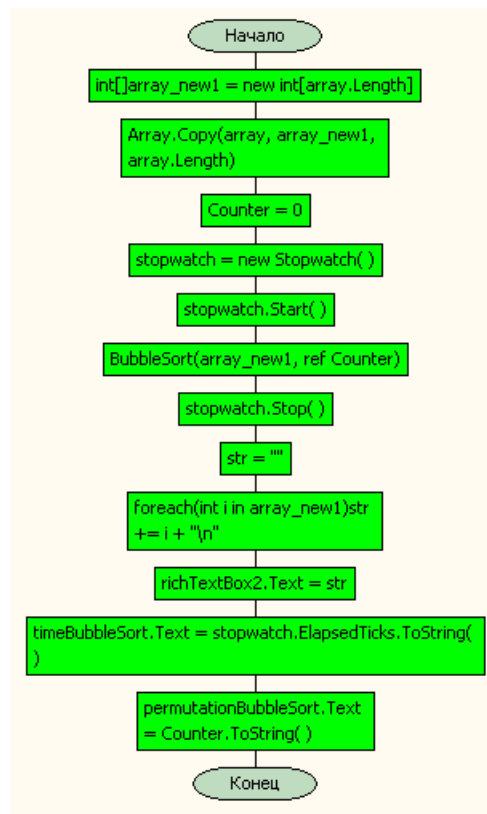 Начало
int[]array_new1 = new int[array.Length]
Array.Copy(array, array_new1,
array.Length)
Counter = 0
stopwatch = new Stopwatch( )
stopwatch.Start( )
BubbleSort(array_new1, ref Counter)
stopwatch.Stop( )
str = ""
foreach(int i in array_new1)str
+= i + "\n"
richTextBox2.Text = str
timeBubbleSort.Text = stopwatch.ElapsedTicks.ToString(
)
permutationBubbleSort.Text
= Counter.ToString( )
Конец